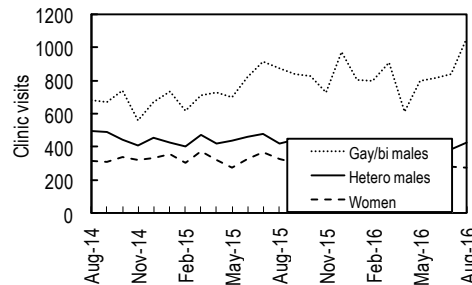 1200
1000
800
600
400
200
0
Clinic visits
Gay/bi males
Hetero males
Women
Aug-14
Nov-14
Feb-15
May-15
Aug-15
Nov-15
Feb-16
May-16
Aug-16